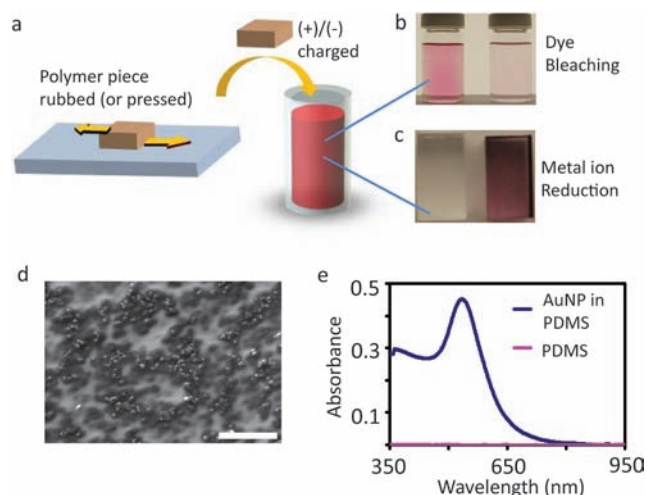 a
(+)/(-)
charged
Polymer piece
rubbed (or pressed)
b
Dye
Bleaching
c
Metal ion
Reduction
d
e
0.5
0.3
0.1
Absorbance
AuNP in
PDMS
PDMS
350
650
950
Wavelength (nm)